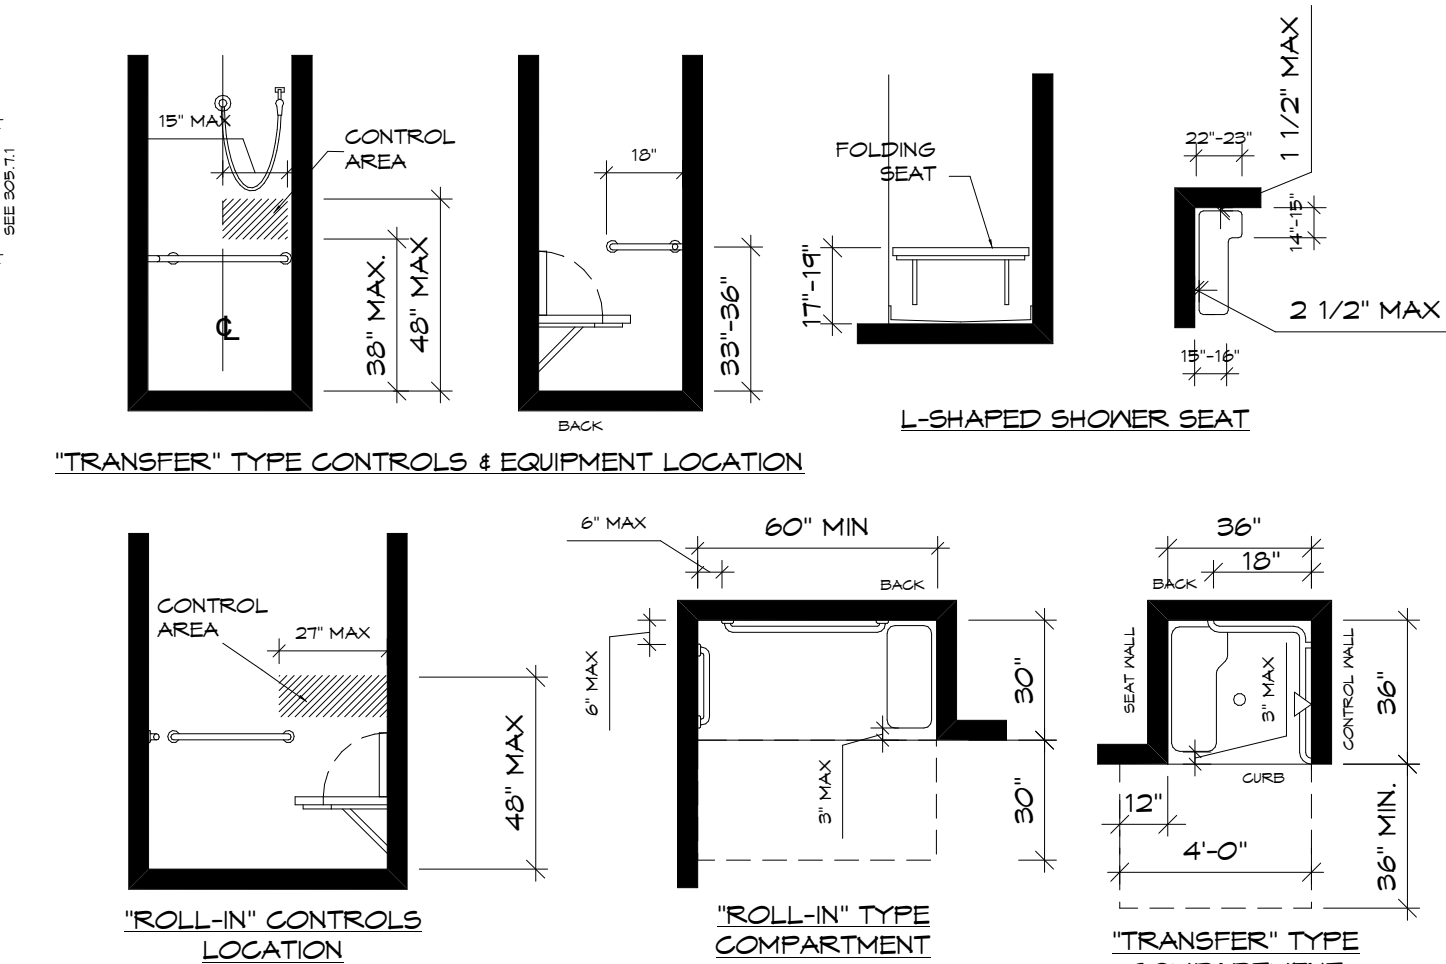 SEE 305.7.1
15" MAX
CONTROL
AREA
38" MAX.
48" MAX
18"
33"-36"
BACK
"TRANSFER" TYPE CONTROLS & EQUIPMENT LOCATION
FOLDING
SEAT
17"-19"
1 1/2" MAX
22"-23"
14"-15"
2 1/2" MAX
15"-16"
L-SHAPED SHOWER SEAT
CONTROL
AREA
27" MAX
48" MAX
"ROLL-IN" CONTROLS
LOCATION
6" MAX
60" MIN
BACK
6" MAX
30"
3" MAX
30"
"ROLL-IN" TYPE
COMPARTMENT
36"
18"
BACK
SEAT WALL
3" MAX
CONTROL WALL
36"
CURB
12"
4'-0"
36" MIN.
"TRANSFER" TYPE